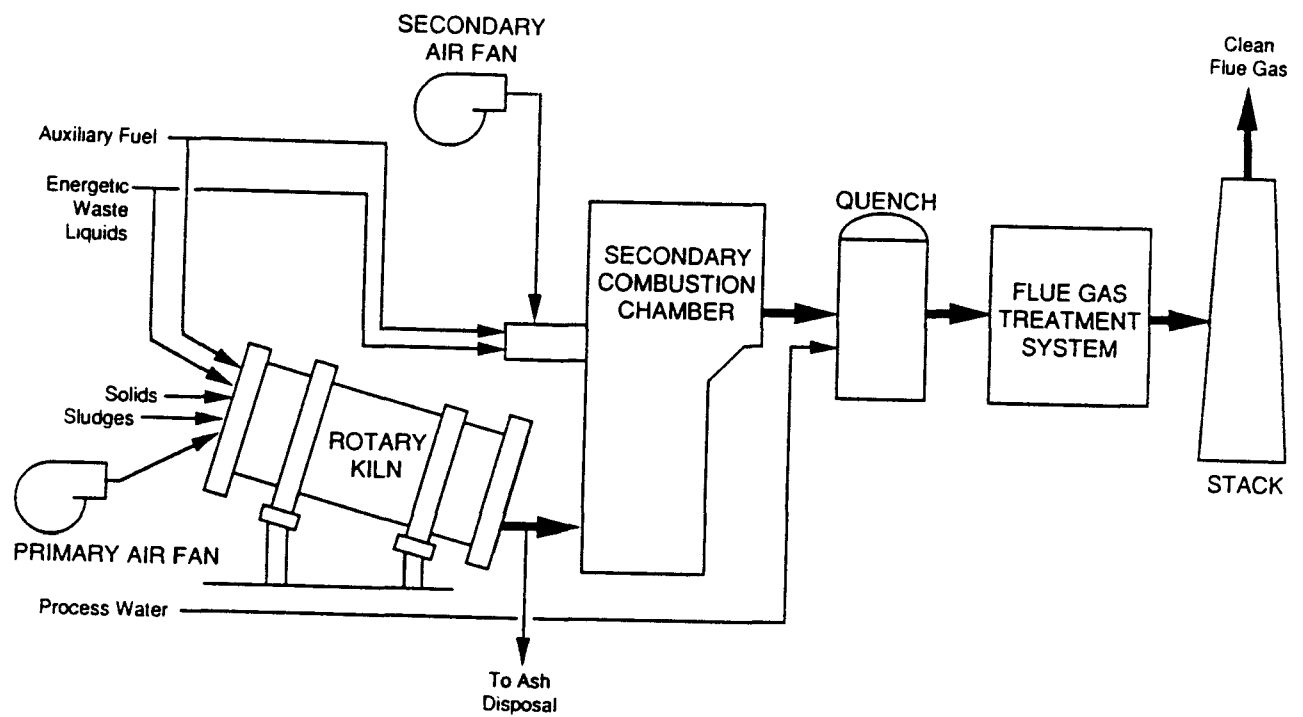 SECONDARY
AIR FAN
Clean
Flue Gas
Auxiliary Fuel
Energetic
Waste
Liquids
QUENCH
SECONDARY
COMBUSTION
CHAMBER
FLUE GAS
TREATMENT
SYSTEM
Solids
Sludges
ROTARY
KILN
STACK
PRIMARY AIR FAN
Process Water
To Ash
Disposal